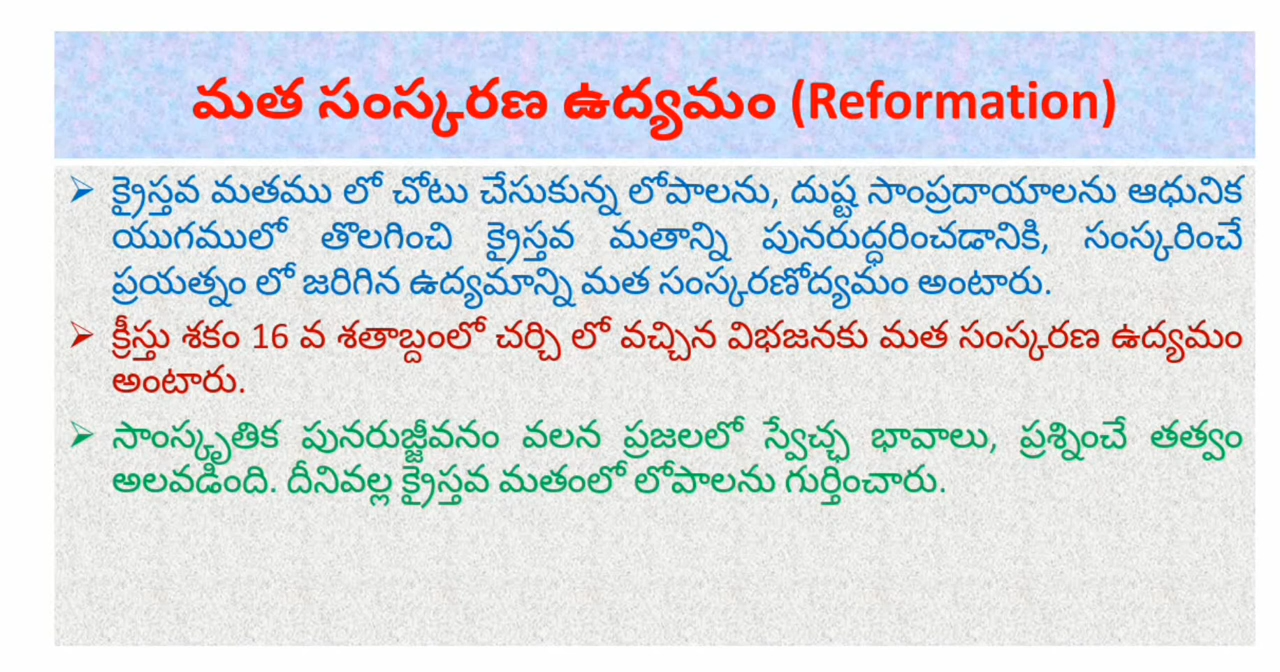 మత సంస్కరణ ఉద్యమం (Reformation)
క్రైస్తవ మతము లో చోటు చేసుకున్న లోపాలను, దుష్ట సాంప్రదాయాలను ఆధునిక
యుగములో తొలగించి క్రైస్తవ మతాన్ని పునరుద్ధరించడానికి, సంస్కరించే
ప్రయత్నం లో జరిగిన ఉద్యమాన్ని మత సంస్కరణోద్యమం అంటారు.
క్రీస్తు శకం 16 వ శతాబ్దంలో చర్చి లో వచ్చిన విభజనకు మత సంస్కరణ ఉద్యమం
అంటారు.
సాంస్కృతిక పునరుజ్జీవనం వలన ప్రజలలో స్వేచ్ఛ భావాలు, ప్రశ్నించే తత్వం
అలవడింది. దీనివల్ల క్రైస్తవ మతంలో లోపాలను గుర్తించారు.